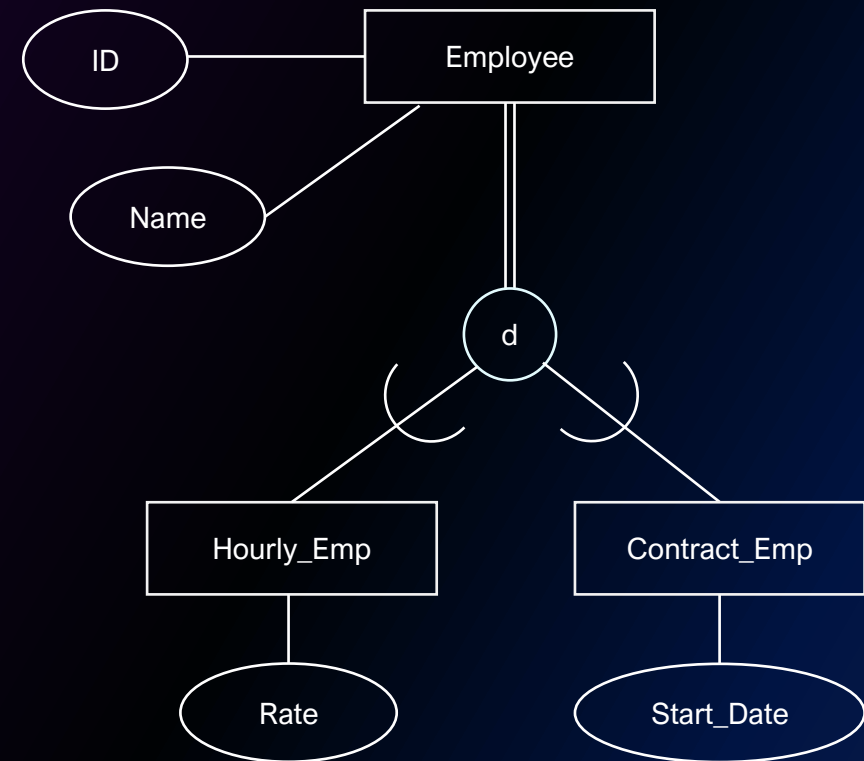 ID
Employee
Name
d
Hourly_Emp
Contract_Emp
Rate
Start_Date